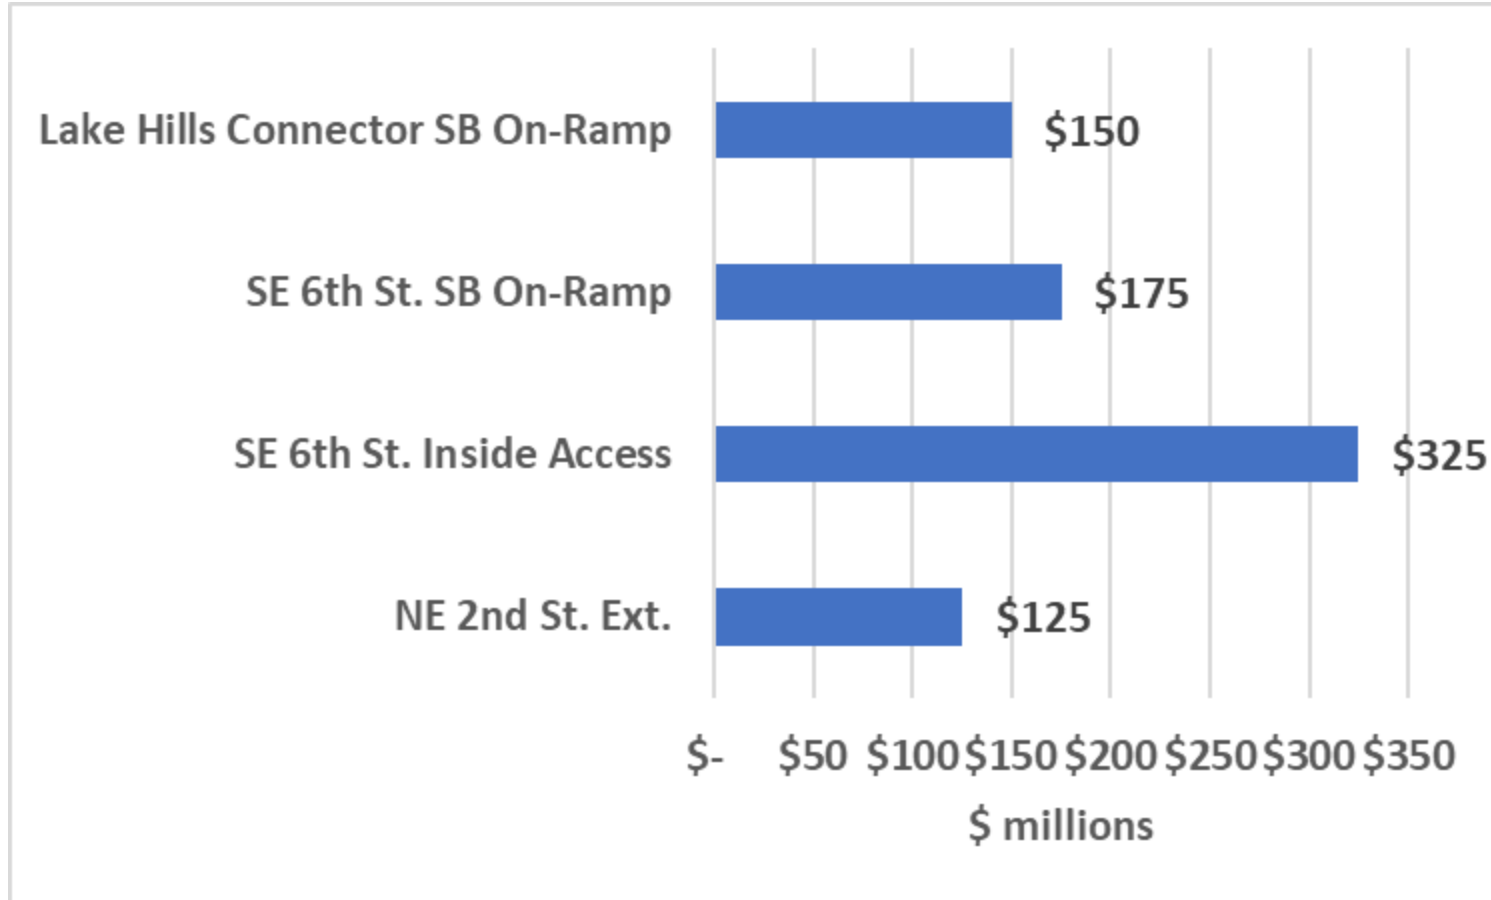 Lake Hills Connector SB On-Ramp $150
SE 6th St. SB On-Ramp $175
SE 6th St. Inside Access $325
NE 2nd St. Ext. $125
$- $50 $100 $150 $200 $250 $300 $350
$ millions